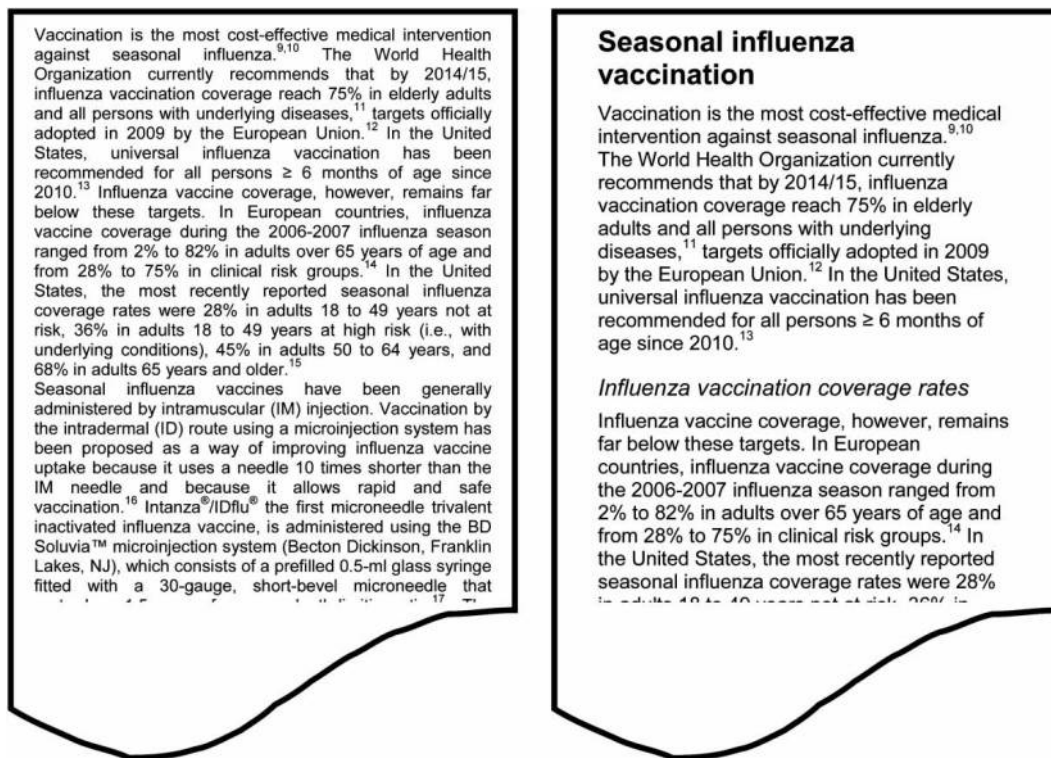 Vaccination is the most cost-effective medical intervention
against seasonal influenza.9,10 The World Health
Organization currently recommends that by 2014/15,
influenza vaccination coverage reach 75% in elderly adults
and all persons with underlying diseases,11 targets officially
adopted in 2009 by the European Union.12 In the United
States, universal influenza vaccination has been
recommended for all persons ≥ 6 months of age since
2010.13 Influenza vaccine coverage, however, remains far
below these targets. In European countries, influenza
vaccine coverage during the 2006-2007 influenza season
ranged from 2% to 82% in adults over 65 years of age and
from 28% to 75% in clinical risk groups.14 In the United
States, the most recently reported seasonal influenza
coverage rates were 28% in adults 18 to 49 years not at
risk, 36% in adults 18 to 49 years at high risk (i.e., with
underlying conditions), 45% in adults 50 to 64 years, and
68% in adults 65 years and older.15
Seasonal influenza vaccines have been generally
administered by intramuscular (IM) injection. Vaccination by
the intradermal (ID) route using a microinjection system has
been proposed as a way of improving influenza vaccine
uptake because it uses a needle 10 times shorter than the
IM needle and because it allows rapid and safe
vaccination.16 Intanza®/IDflu® the first microneedle trivalent
inactivated influenza vaccine, is administered using the BD
Soluvia™ microinjection system (Becton Dickinson, Franklin
Lakes, NJ), which consists of a prefilled 0.5-ml glass syringe
fitted with a 30-gauge, short-bevel microneedle that
17
Seasonal influenza
vaccination
Vaccination is the most cost-effective medical
intervention against seasonal influenza.9,10
The World Health Organization currently
recommends that by 2014/15, influenza
vaccination coverage reach 75% in elderly
adults and all persons with underlying
diseases,11 targets officially adopted in 2009
by the European Union.12 In the United States,
universal influenza vaccination has been
recommended for all persons ≥ 6 months of
age since 2010.13
Influenza vaccination coverage rates
Influenza vaccine coverage, however, remains
far below these targets. In European
countries, influenza vaccine coverage during
the 2006-2007 influenza season ranged from
2% to 82% in adults over 65 years of age and
from 28% to 75% in clinical risk groups.14 In
the United States, the most recently reported
seasonal influenza coverage rates were 28%
in adults 18 to 49 years not at risk, 36% in